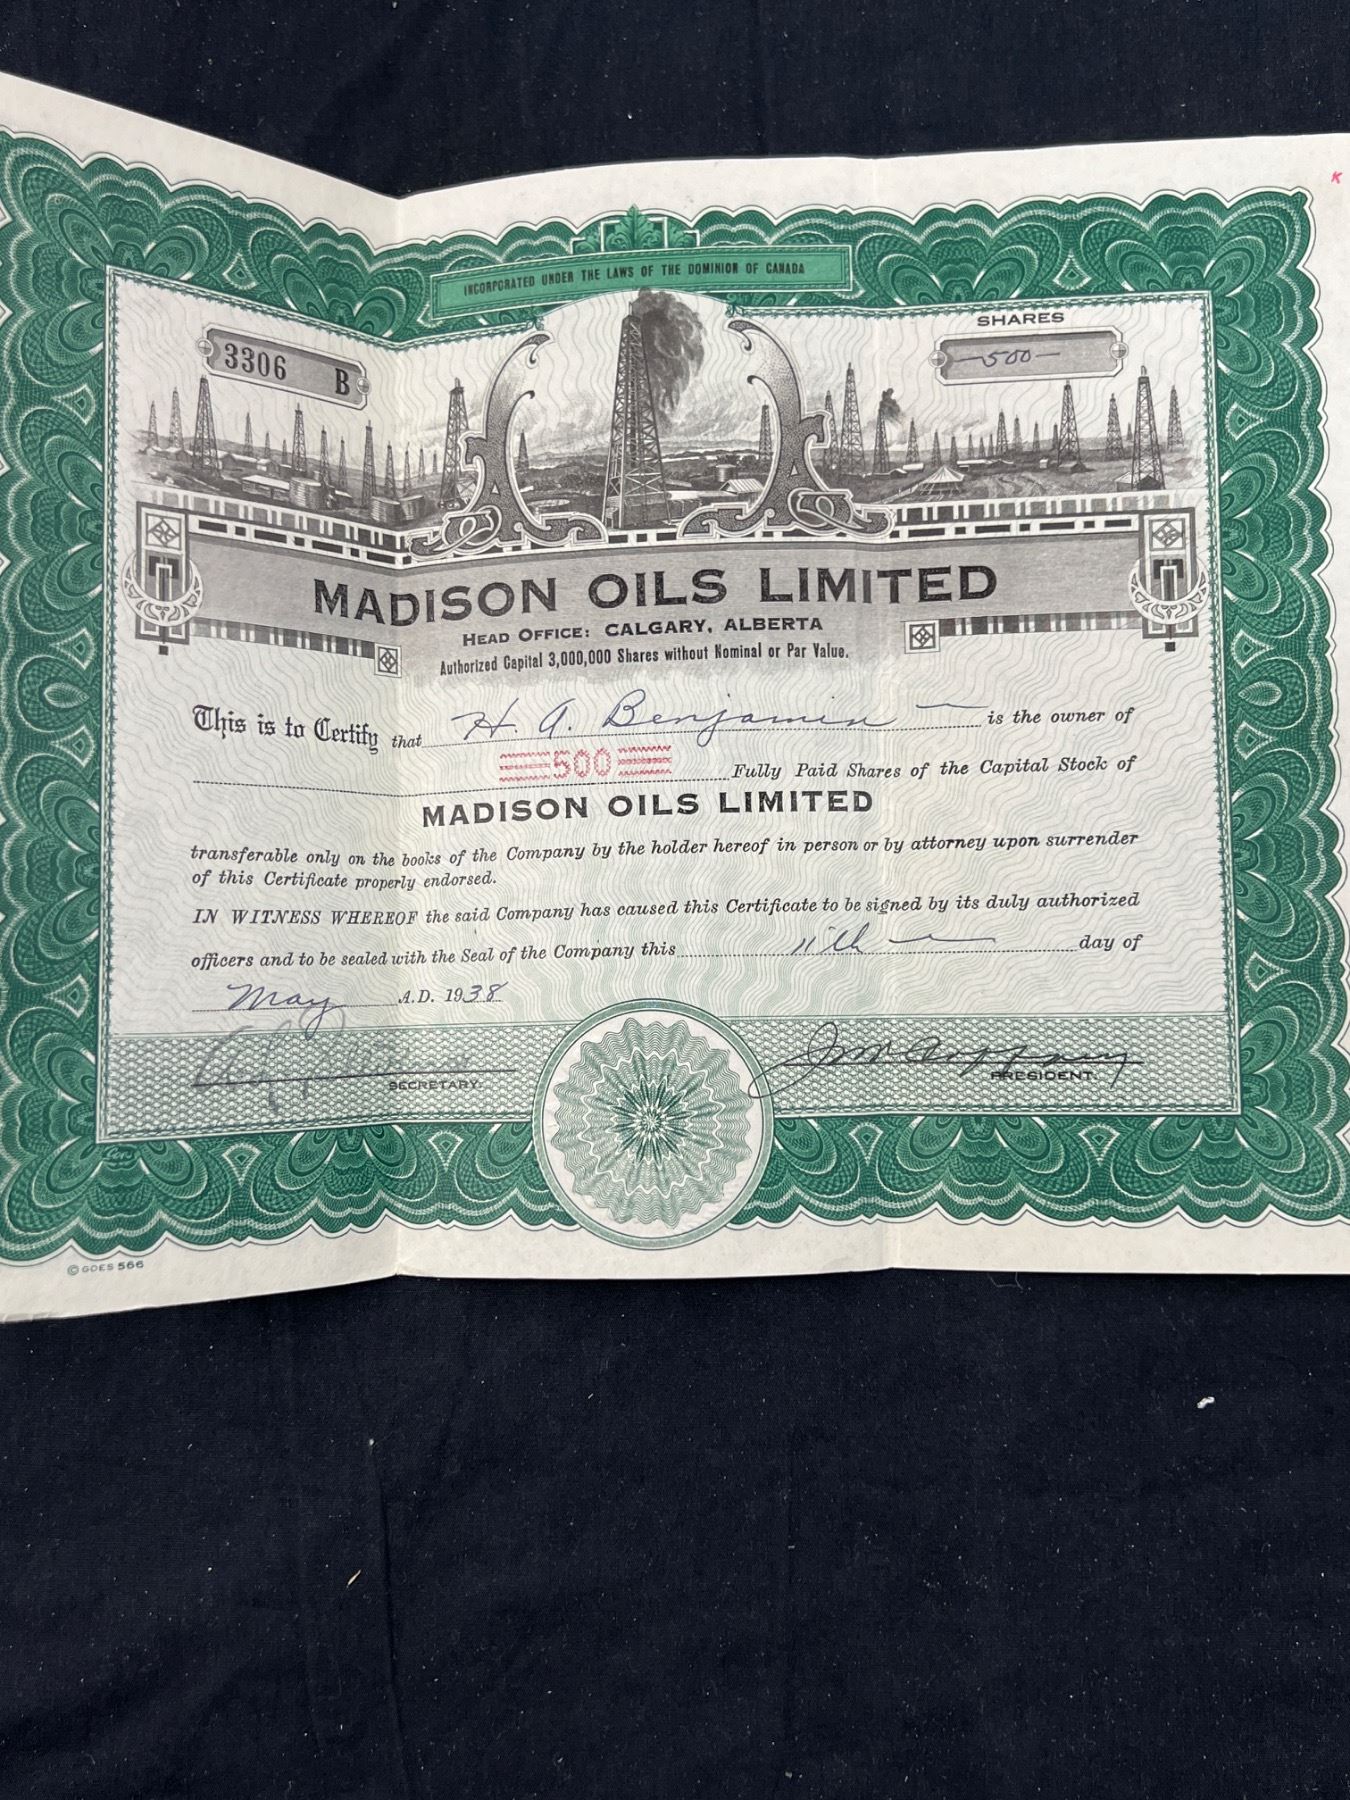 K
INCORPORATED UNDER THE LAWS OF THE DOMINION OF CANADA
SHARES
3306 B
—500—
MADISON OILS LIMITED
HEAD OFFICE: CALGARY, ALBERTA
Authorized Capital 3,000,000 Shares without Nominal or Par Value.
This is to Certify that H. A. Benjamin is the owner of
500 Fully Paid Shares of the Capital Stock of
MADISON OILS LIMITED
transferable only on the books of the Company by the holder hereof in person or by attorney upon surrender
of this Certificate properly endorsed.
IN WITNESS WHEREOF the said Company has caused this Certificate to be signed by its duly authorized
officers and to be sealed with the Seal of the Company this 11th day of
May A.D. 1938
SECRETARY.
PRESIDENT.
© GOES 566